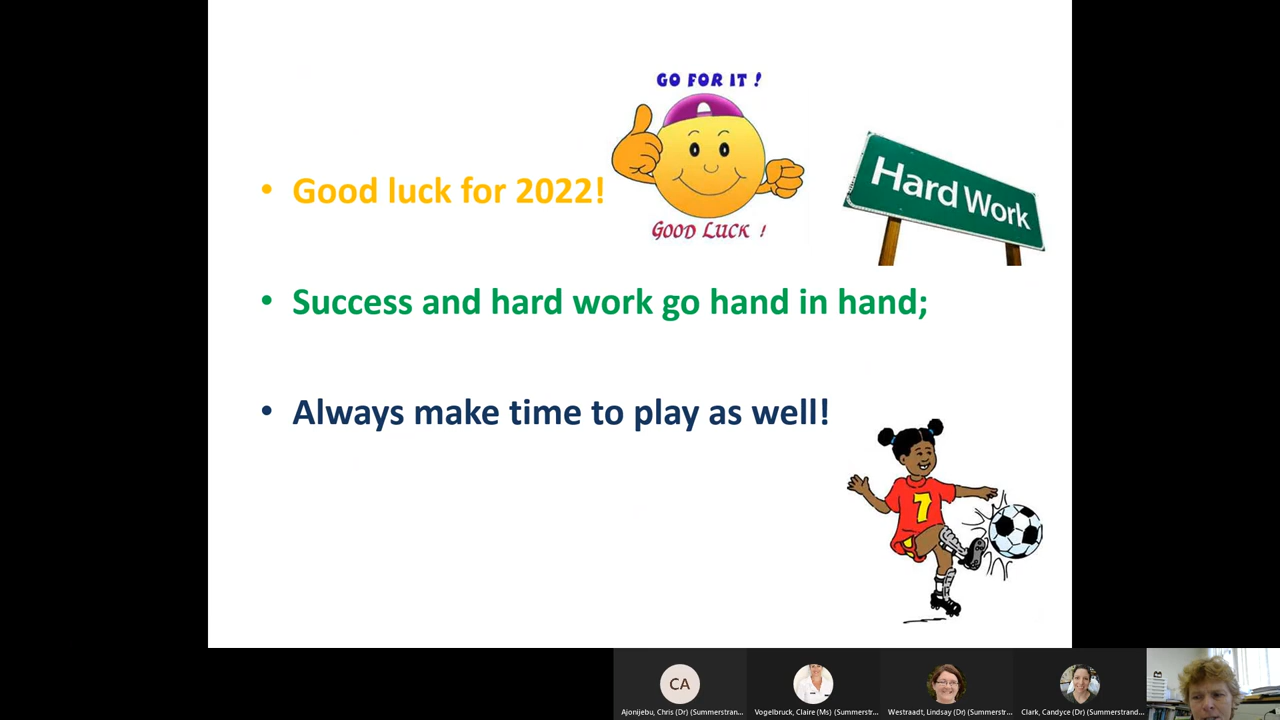 GO FOR IT !
Hard Work
• Good luck for 2022!
GOOD LUCK !
• Success and hard work go hand in hand;
• Always make time to play as well!
7
CA
Ajonijebu, Chris (Dr) (Summerstran...
Vogelbruck, Claire (Ms) (Summerstr...
Westraadt, Lindsay (Dr) (Summerstr...
Clark, Candyce (Dr) (Summerstrand...